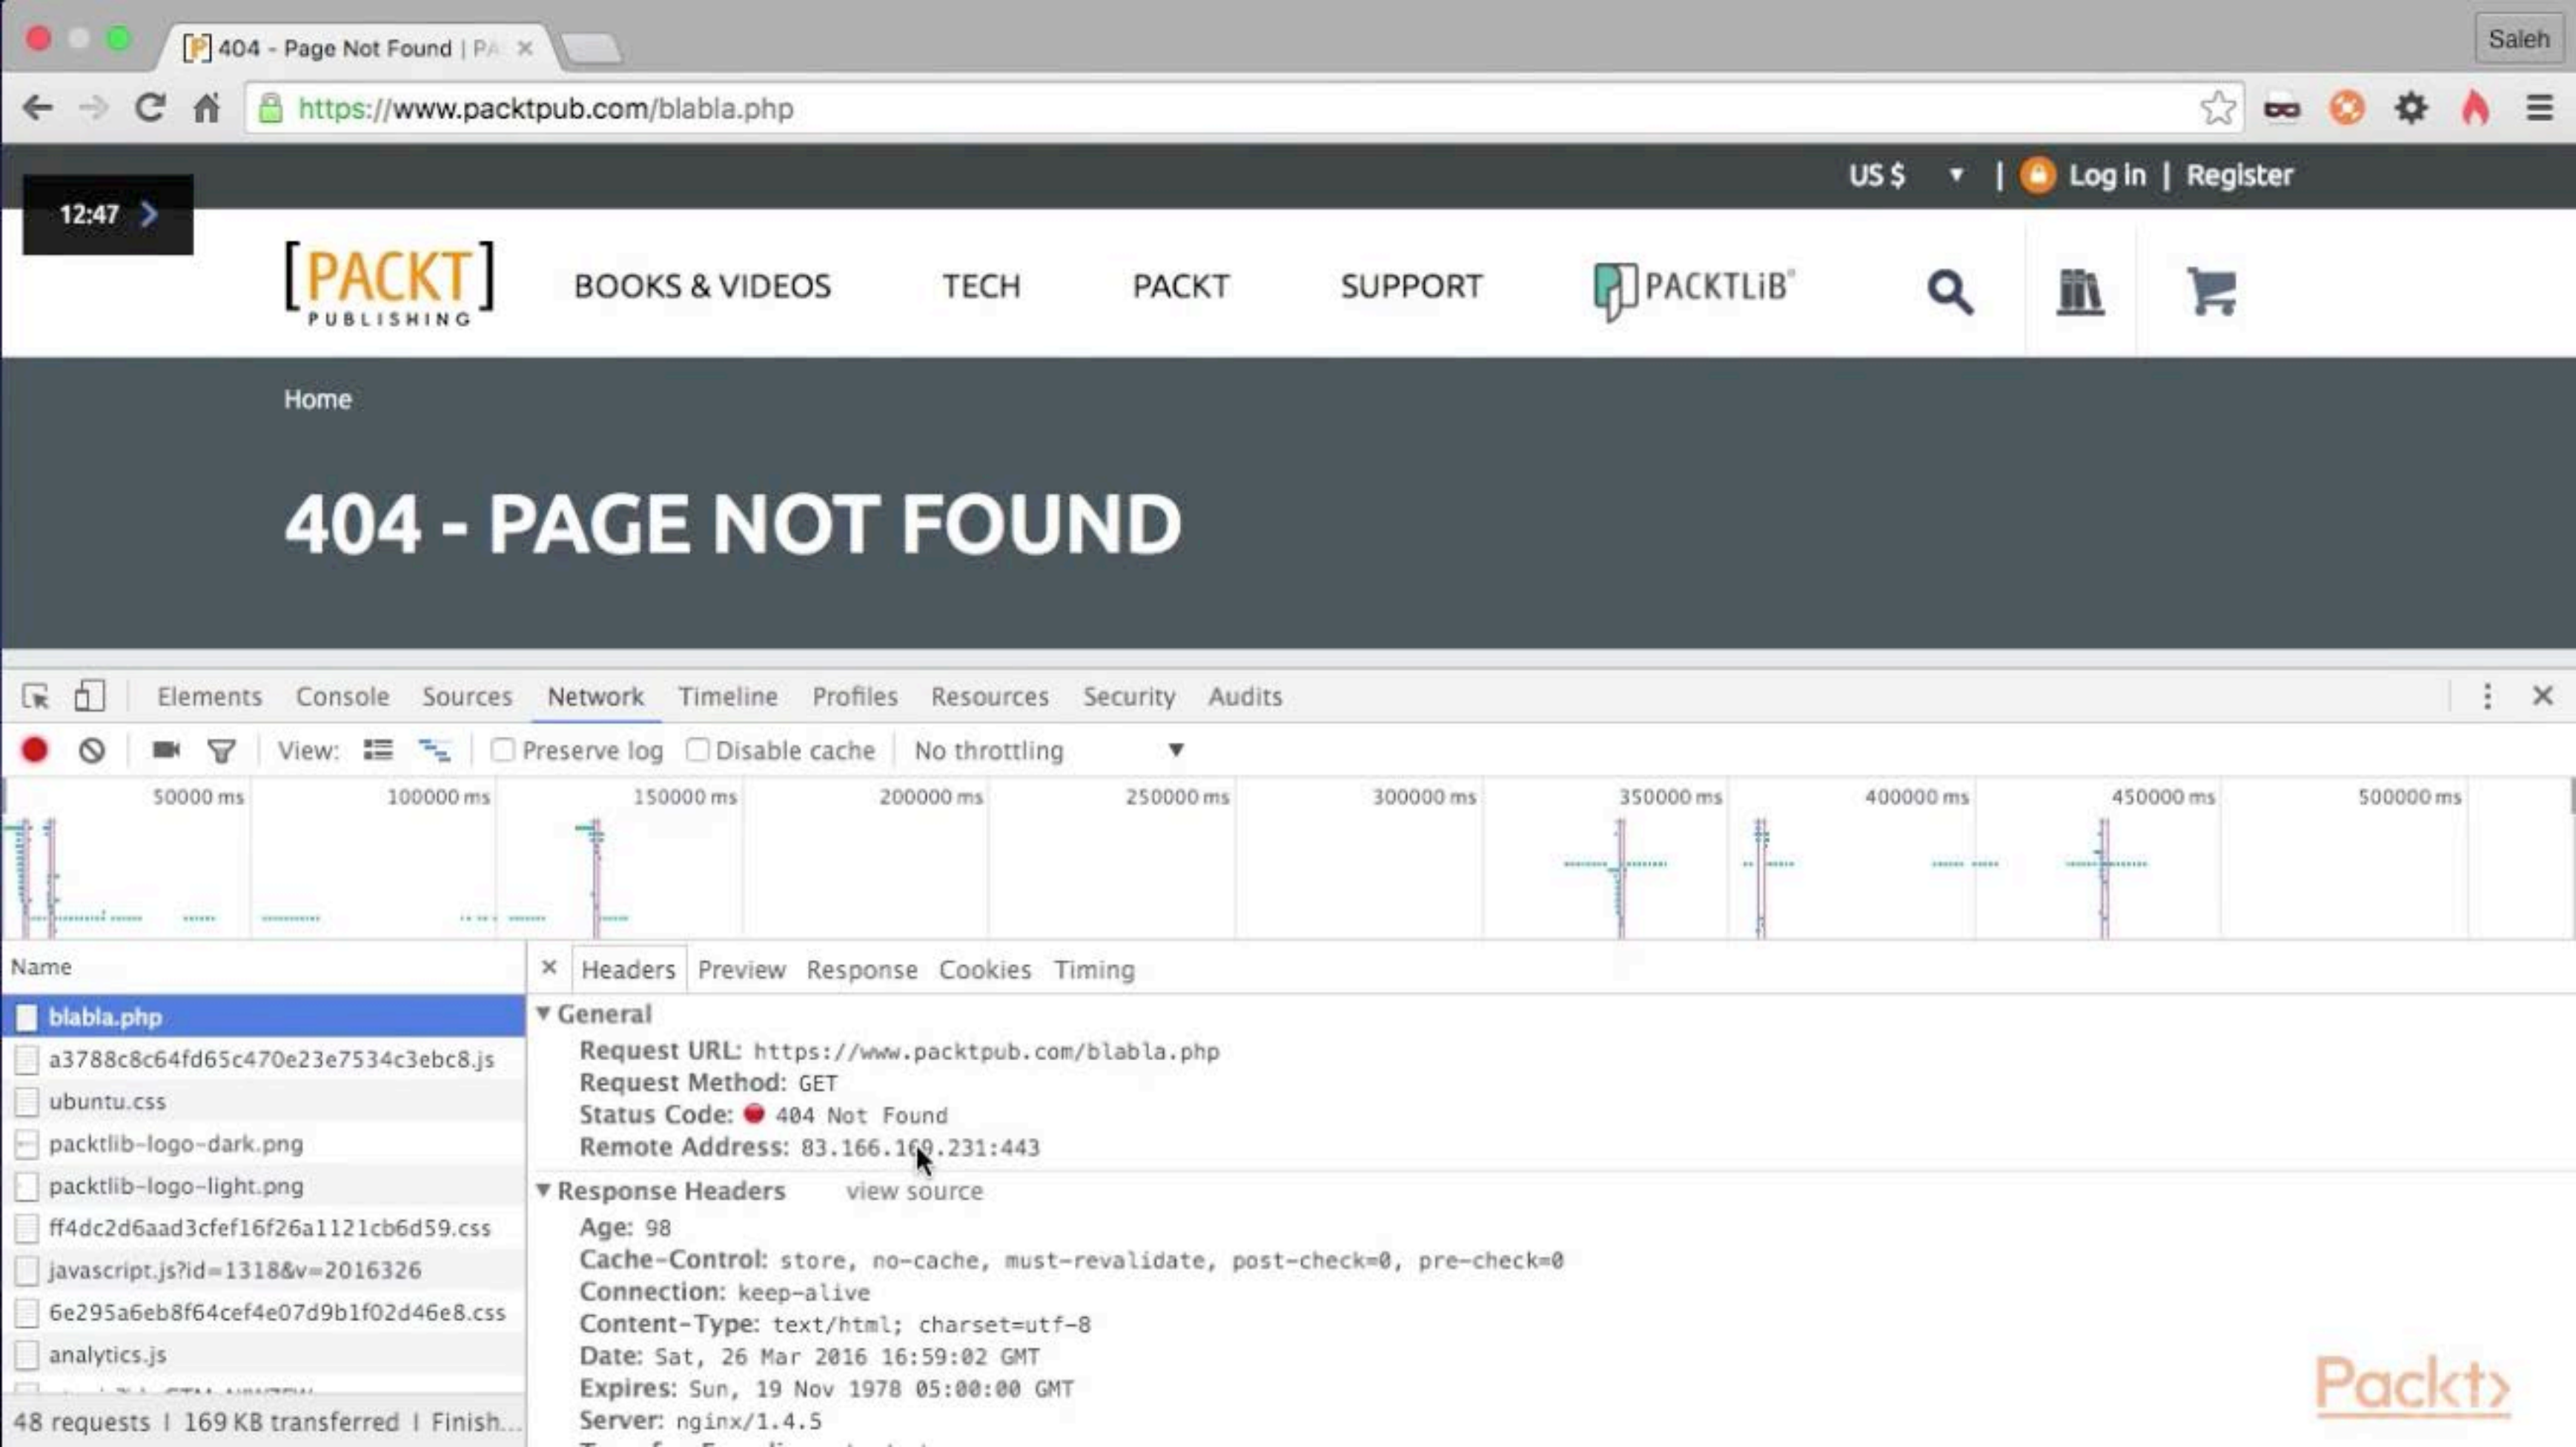 404 - Page Not Found | PA
Saleh
https://www.packtpub.com/blabla.php
US $ ▼ | Log in | Register
12:47
[PACKT]
PUBLISHING
BOOKS & VIDEOS TECH PACKT SUPPORT PACKTLiB®
Home
404 - PAGE NOT FOUND
Elements Console Sources Network Timeline Profiles Resources Security Audits
View: Preserve log Disable cache No throttling ▼
50000 ms 100000 ms 150000 ms 200000 ms 250000 ms 300000 ms 350000 ms 400000 ms 450000 ms 500000 ms
Name
blabla.php
a3788c8c64fd65c470e23e7534c3ebc8.js
ubuntu.css
packtlib-logo-dark.png
packtlib-logo-light.png
ff4dc2d6aad3cfef16f26a1121cb6d59.css
javascript.js?id=1318&v=2016326
6e295a6eb8f64cef4e07d9b1f02d46e8.css
analytics.js
48 requests | 169 KB transferred | Finish...
Headers Preview Response Cookies Timing
▼ General
Request URL: https://www.packtpub.com/blabla.php
Request Method: GET
Status Code: 404 Not Found
Remote Address: 83.166.169.231:443
▼ Response Headers view source
Age: 98
Cache-Control: store, no-cache, must-revalidate, post-check=0, pre-check=0
Connection: keep-alive
Content-Type: text/html; charset=utf-8
Date: Sat, 26 Mar 2016 16:59:02 GMT
Expires: Sun, 19 Nov 1978 05:00:00 GMT
Server: nginx/1.4.5
Packt>